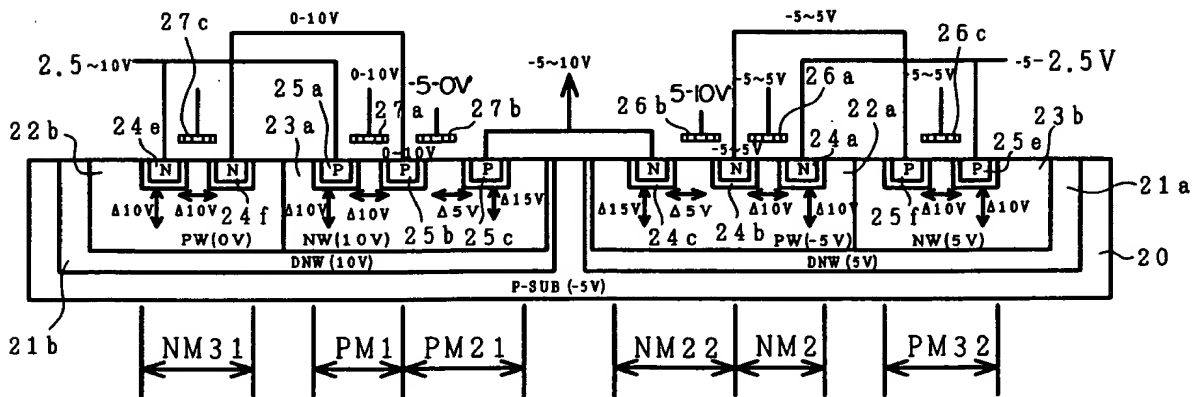 27c
0-10V
-5~5V
26c
2.5~10V
0-10V
-5-0V
-5~10V
5-10V
-5~5V
26a
-5~5V
-5-2.5V
25a
27a
27b
26b
22a
22b
24e
23a
24a
23b
0-10V
-5~5V
N
N
P
P
P
N
N
N
P
P
25e
21a
Δ10V
Δ10V
24f
Δ10V
Δ10V
Δ5V
Δ15V
Δ15V
Δ5V
Δ10V
Δ10V
Δ10V
Δ10V
PW(0V)
NW(10V)
25b
25c
24c
24b
PW(-5V)
25f
NW(5V)
DNW(10V)
DNW(5V)
20
P-SUB(-5V)
21b
NM31
PM1
PM21
NM22
NM2
PM32